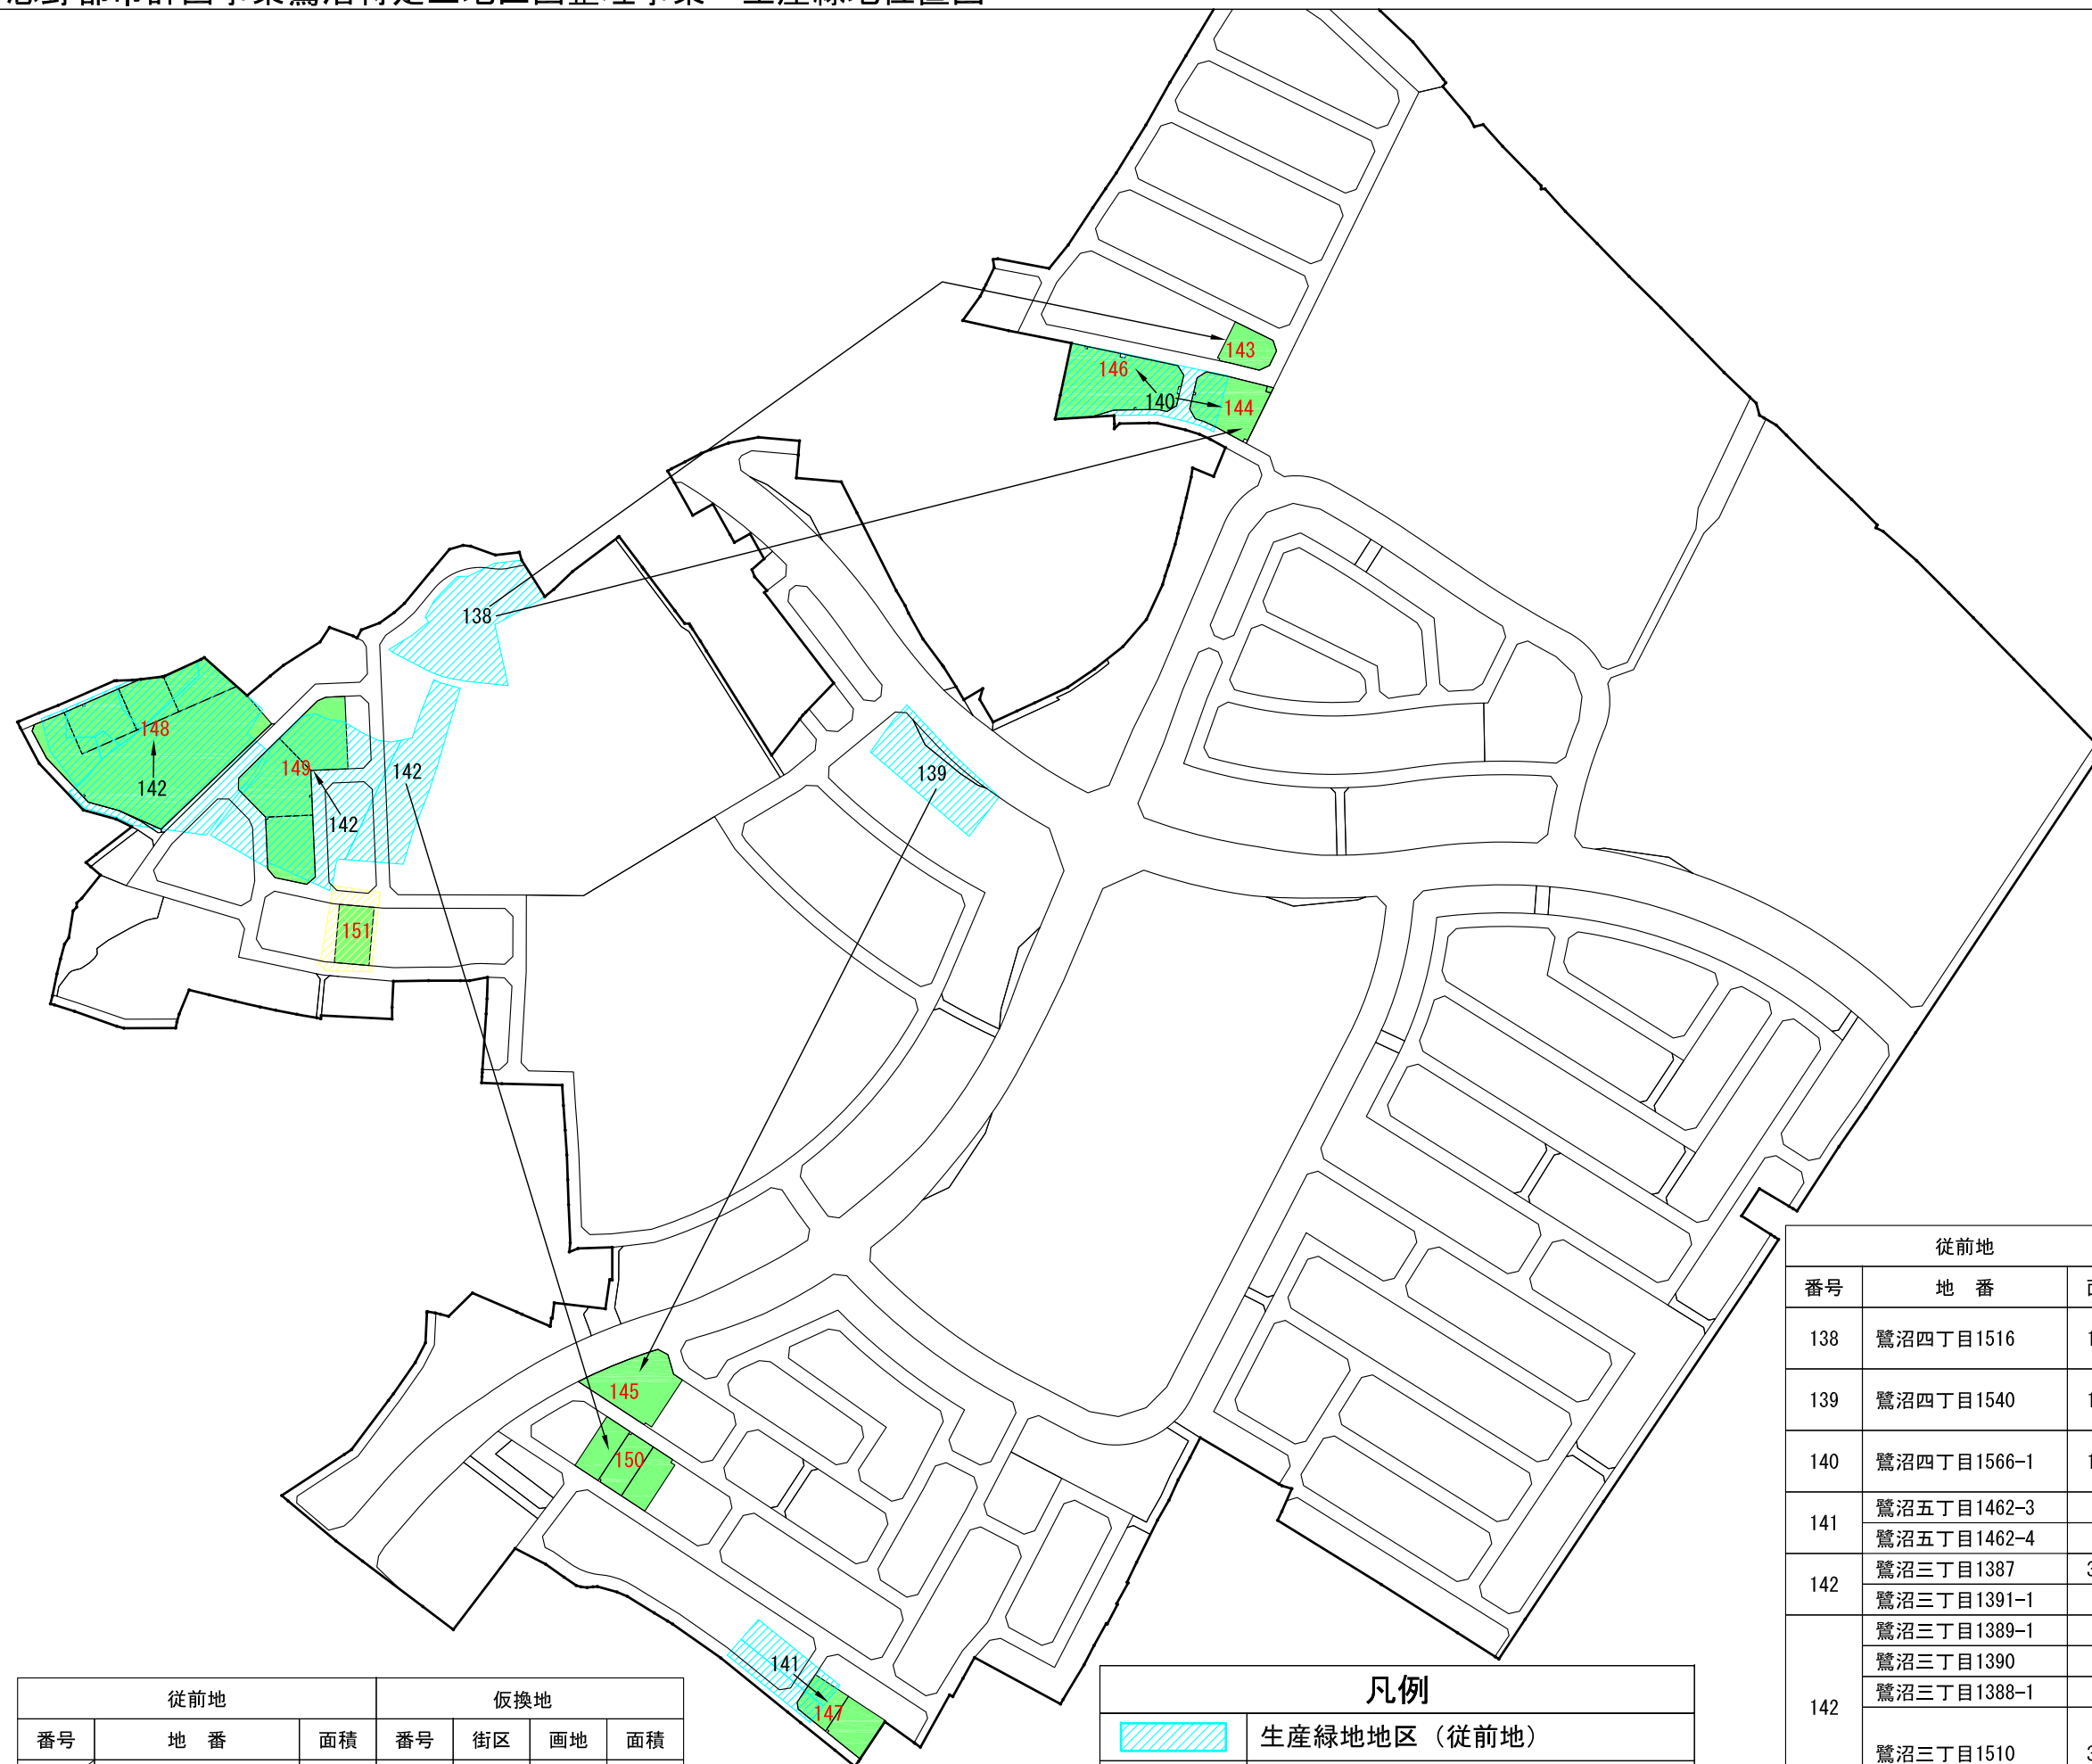 143
146
140
144
138
148
149
142
142
139
142
151
145
150
141
147
従前地
番号 地 番
138 鷺沼四丁目1516
139 鷺沼四丁目1540
140 鷺沼四丁目1566-1
141 鷺沼五丁目1462-3
鷺沼五丁目1462-4
142 鷺沼三丁目1387
鷺沼三丁目1391-1
鷺沼三丁目1389-1
鷺沼三丁目1390
鷺沼三丁目1388-1
142
鷺沼三丁目1510
従前地 仮換地
番号 地 番 面積 番号 街区 画地 面積
凡例
生産緑地地区（従前地）